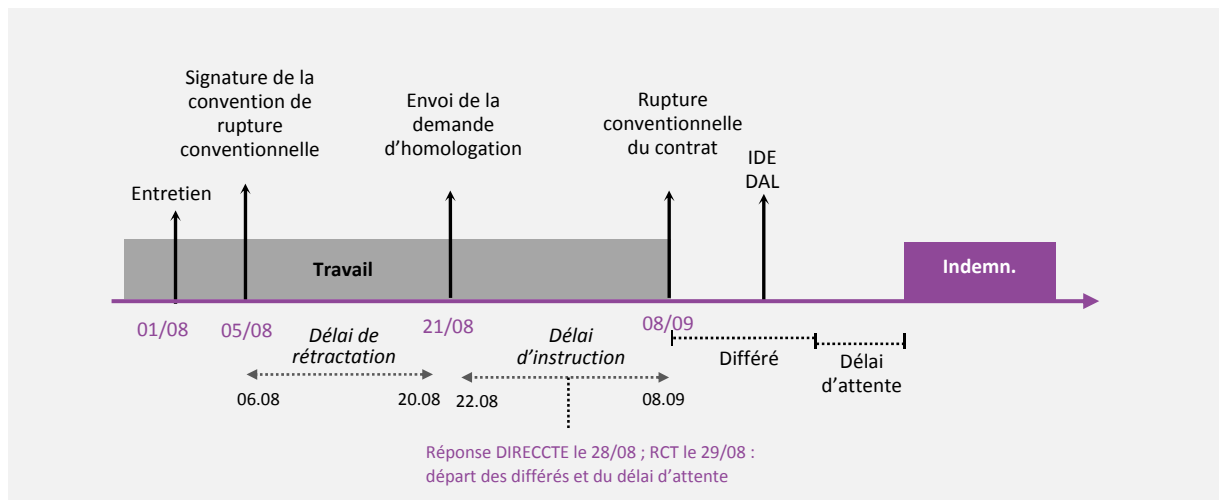 Signature de la
convention de
rupture
conventionnelle
Envoi de la
demande
d'homologation
Rupture
conventionnelle
du contrat
IDE
DAL
Entretien
Travail
Indemn.
01/08
05/08
21/08
08/09
Délai de
rétractation
Délai
d'instruction
Différé
Délai
d'attente
06.08
20.08
22.08
08.09
Réponse DIRECCTE le 28/08 ; RCT le 29/08 :
départ des différés et du délai d'attente